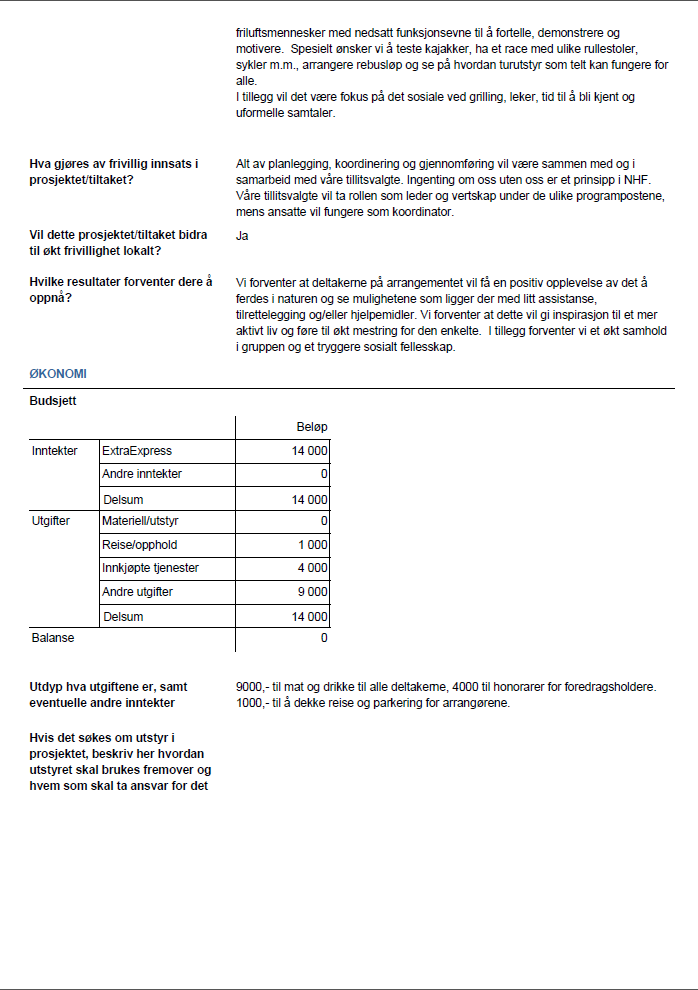 friluftsmennesker med nedsatt funksjonsevne til å fortelle, demonstrere og
motivere.  Spesielt ønsker vi å teste kajakker, ha et race med ulike rullestoler,
sykler m.m., arrangere rebusløp og se på hvordan turutstyr som telt kan fungere for
alle.
I tillegg vil det være fokus på det sosiale ved grilling, leker, tid til å bli kjent og
uformelle samtaler.
Hva gjøres av frivillig innsats i
prosjektet/tiltaket?
Alt av planlegging, koordinering og gjennomføring vil være sammen med og i
samarbeid med våre tillitsvalgte. Ingenting om oss uten oss er et prinsipp i NHF.
Våre tillitsvalgte vil ta rollen som leder og vertskap under de ulike programpostene,
mens ansatte vil fungere som koordinator.
Vil dette prosjektet/tiltaket bidra
til økt frivillighet lokalt?
Ja
Hvilke resultater forventer dere å
oppnå?
Vi forventer at deltakerne på arrangementet vil få en positiv opplevelse av det å
ferdes i naturen og se mulighetene som ligger der med litt assistanse,
tilrettelegging og/eller hjelpemidler. Vi forventer at dette vil gi inspirasjon til et mer
aktivt liv og føre til økt mestring for den enkelte.  I tillegg forventer vi et økt samhold
i gruppen og et tryggere sosialt fellesskap.
ØKONOMI
Budsjett
Beløp
Inntekter ExtraExpress 14 000
Andre inntekter 0
Delsum 14 000
Utgifter Materiell/utstyr 0
Reise/opphold 1 000
Innkjøpte tjenester 4 000
Andre utgifter 9 000
Delsum 14 000
Balanse 0
Utdyp hva utgiftene er, samt
eventuelle andre inntekter
9000,- til mat og drikke til alle deltakerne, 4000 til honorarer for foredragsholdere.
1000,- til å dekke reise og parkering for arrangørene.
Hvis det søkes om utstyr i
prosjektet, beskriv her hvordan
utstyret skal brukes fremover og
hvem som skal ta ansvar for det